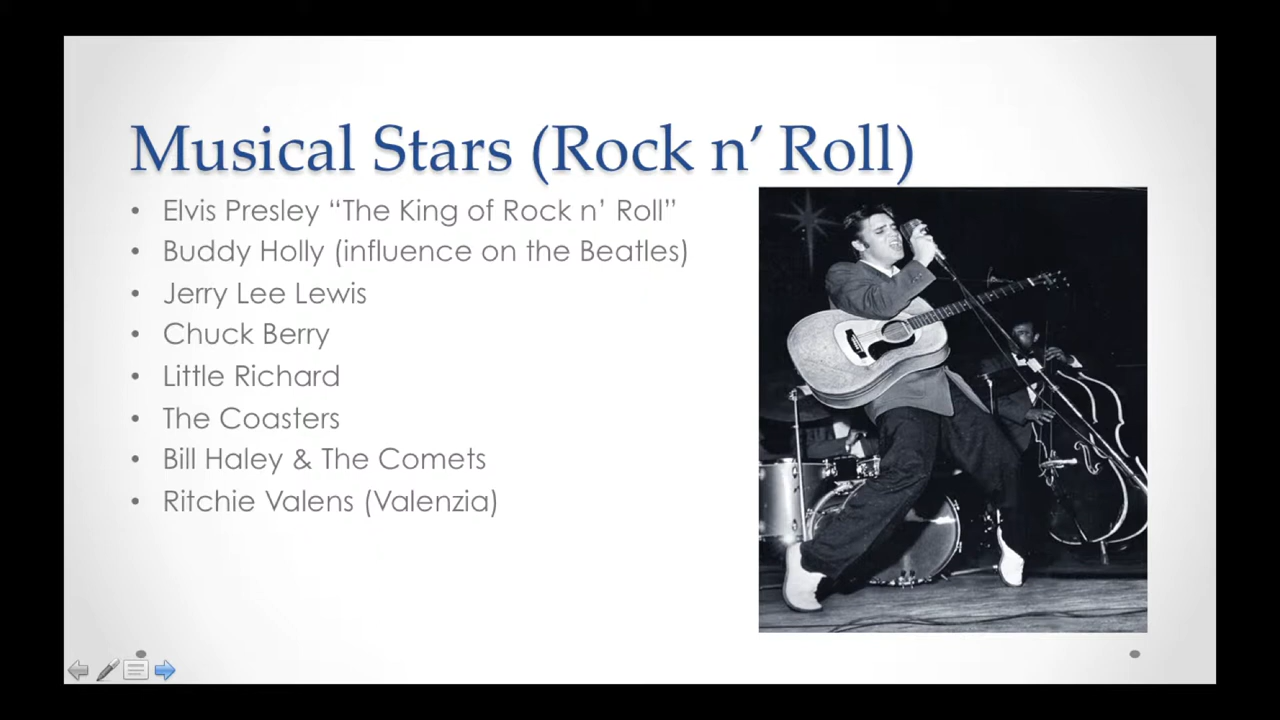 Musical Stars (Rock n’ Roll)
• Elvis Presley “The King of Rock n’ Roll”
• Buddy Holly (influence on the Beatles)
• Jerry Lee Lewis
• Chuck Berry
• Little Richard
• The Coasters
• Bill Haley & The Comets
• Ritchie Valens (Valenzia)